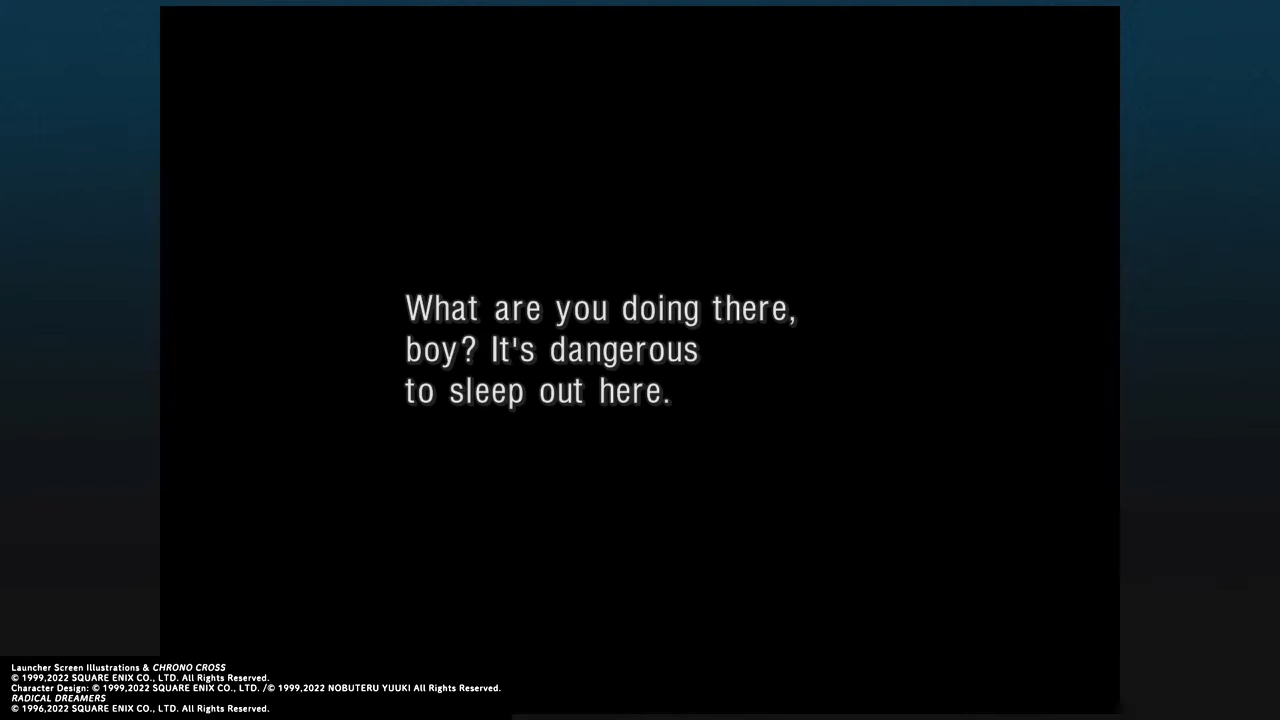 What are you doing there,
boy? It's dangerous
to sleep out here.
Launcher Screen Illustrations & CHRONO CROSS
© 1999,2022 SQUARE ENIX CO., LTD. All Rights Reserved.
Character Design: © 1999,2022 SQUARE ENIX CO., LTD. /© 1999,2022 NOBUTERU YUUKI All Rights Reserved.
RADICAL DREAMERS
© 1996,2022 SQUARE ENIX CO., LTD. All Rights Reserved.